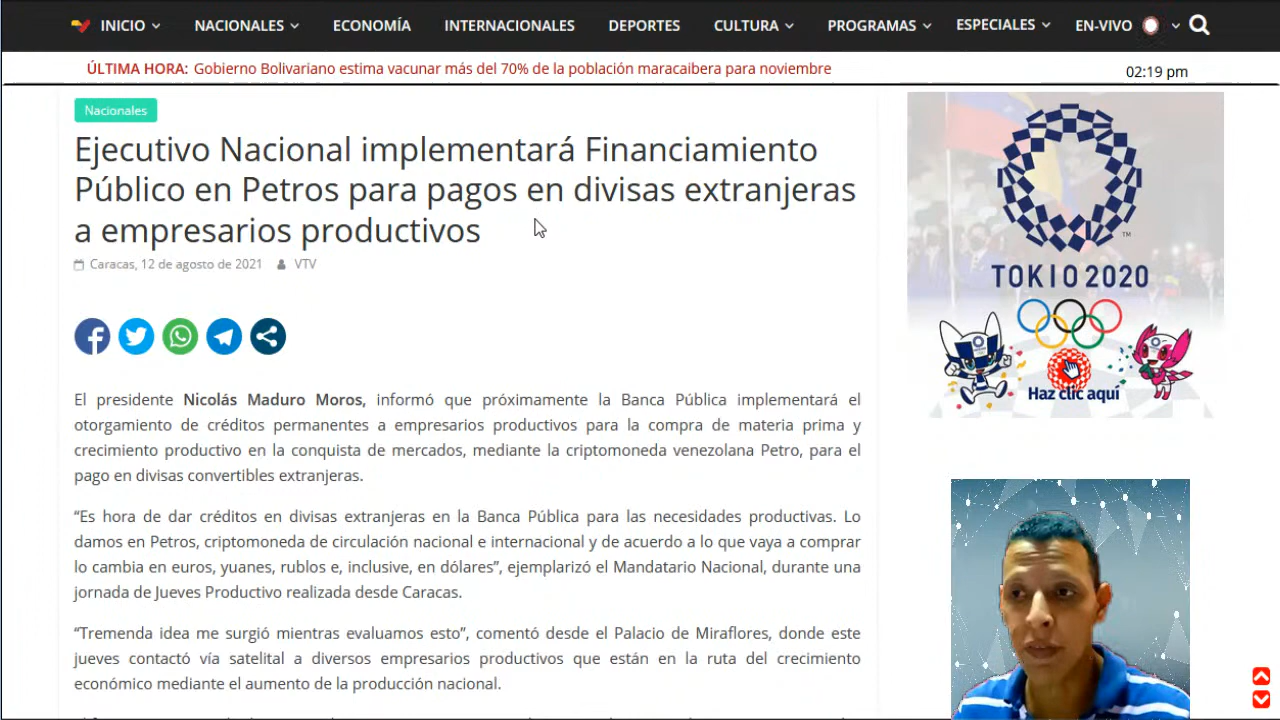 INICIO NACIONALES ECONOMÍA INTERNACIONALES DEPORTES CULTURA PROGRAMAS ESPECIALES EN-VIVO
ÚLTIMA HORA: Gobierno Bolivariano estima vacunar más del 70% de la población maracaibera para noviembre
02:19 pm
Nacionales
Ejecutivo Nacional implementará Financiamiento
Público en Petros para pagos en divisas extranjeras
a empresarios productivos
Caracas, 12 de agosto de 2021 VTV
El presidente Nicolás Maduro Moros, informó que próximamente la Banca Pública implementará el
otorgamiento de créditos permanentes a empresarios productivos para la compra de materia prima y
crecimiento productivo en la conquista de mercados, mediante la criptomoneda venezolana Petro, para el
pago en divisas convertibles extranjeras.
“Es hora de dar créditos en divisas extranjeras en la Banca Pública para las necesidades productivas. Lo
damos en Petros, criptomoneda de circulación nacional e internacional y de acuerdo a lo que vaya a comprar
lo cambia en euros, yuanes, rublos e, inclusive, en dólares”, ejemplarizó el Mandatario Nacional, durante una
jornada de Jueves Productivo realizada desde Caracas.
“Tremenda idea me surgió mientras evaluamos esto”, comentó desde el Palacio de Miraflores, donde este
jueves contactó vía satelital a diversos empresarios productivos que están en la ruta del crecimiento
económico mediante el aumento de la producción nacional.
TM
TOKIO 2020
Haz clic aquí